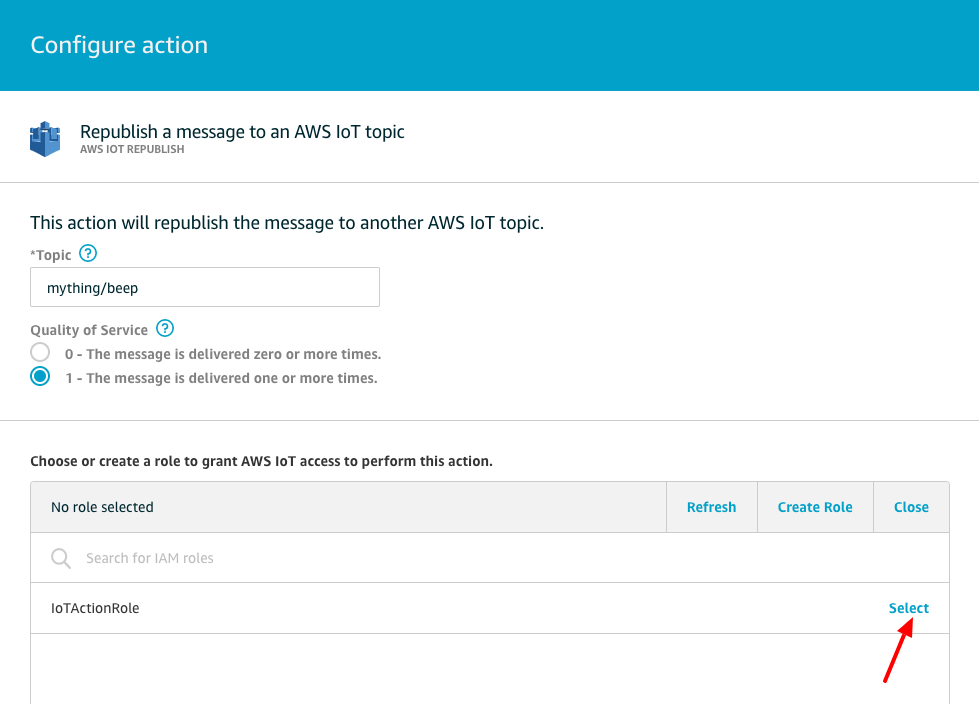 Configure action
Republish a message to an AWS IoT topic
AWS IOT REPUBLISH
This action will republish the message to another AWS IoT topic.
*Topic ?
mything/beep
Quality of Service ?
0 - The message is delivered zero or more times.
1 - The message is delivered one or more times.
Choose or create a role to grant AWS IoT access to perform this action.
No role selected Refresh Create Role Close
Search for IAM roles
IoTActionRole Select